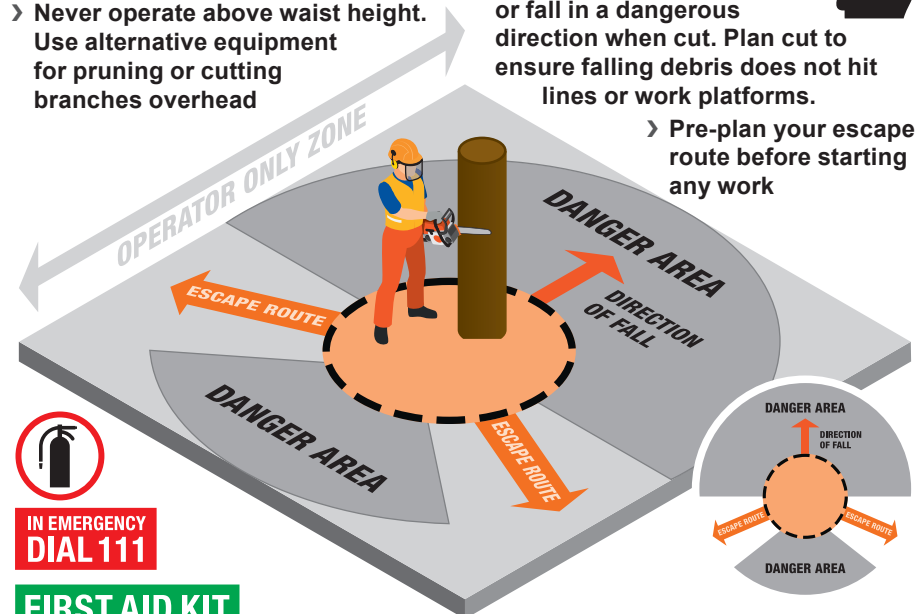 › Never operate above waist height.
Use alternative equipment
for pruning or cutting
branches overhead
or fall in a dangerous
direction when cut. Plan cut to
ensure falling debris does not hit
lines or work platforms.
› Pre-plan your escape
route before starting
any work
OPERATOR ONLY ZONE
DANGER AREA
DIRECTION
OF FALL
ESCAPE ROUTE
DANGER AREA
ESCAPE ROUTE
IN EMERGENCY
DIAL 111
FIRST AID KIT
DANGER AREA
DIRECTION
OF FALL
ESCAPE ROUTE
ESCAPE ROUTE
DANGER AREA